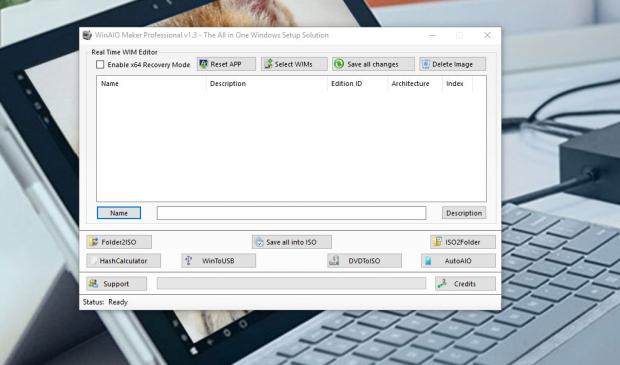 WinAIO Maker Professional v1.3 - The All in One Windows Setup Solution
Real Time WIM Editor
Enable x64 Recovery Mode Reset APP Select WIMs Save all changes Delete Image
Name Description Edition ID Architecture Index
Name Description
Folder2ISO Save all into ISO ISO2Folder
HashCalculator WinToUSB DVDToISO AutoAIO
Support Credits
Status: Ready